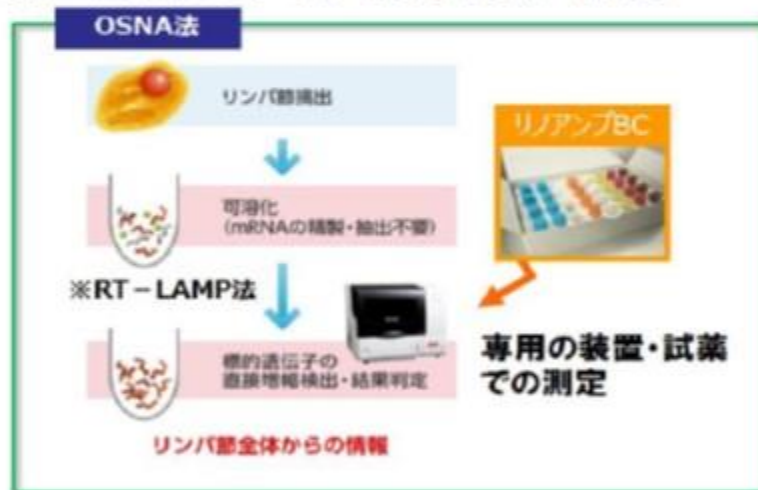 OSNA法
リンパ節摘出
リノアンプBC
可溶化
(mRNAの精製・抽出不要)
※RT－LAMP法
標的遺伝子の
直接増幅検出・結果判定
専用の装置・試薬
での測定
リンパ節全体からの情報